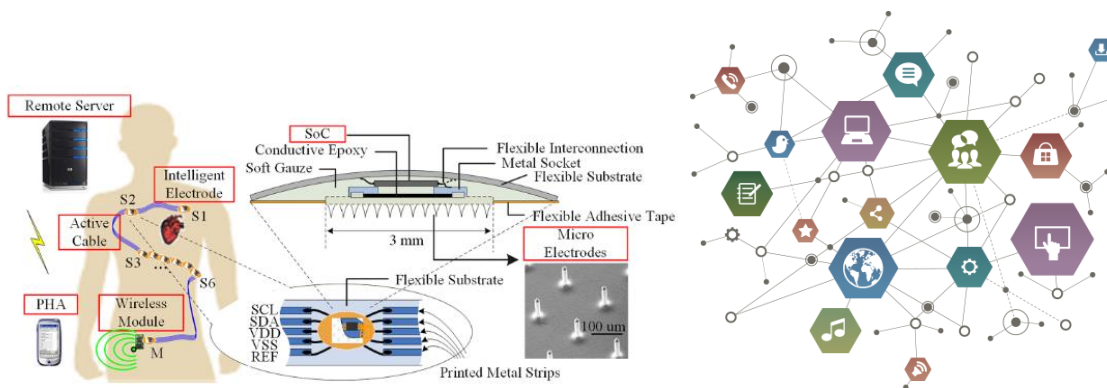 Remote Server
Intelligent
Electrode
S2
S1
Active
Cable
S3
...
S6
PHA
Wireless
Module
M
SoC
Conductive Epoxy
Soft Gauze
Flexible Interconnection
Metal Socket
Flexible Substrate
Flexible Adhesive Tape
3 mm
Micro
Electrodes
100 um
Flexible Substrate
SCL
SDA
VDD
VSS
REF
Printed Metal Strips